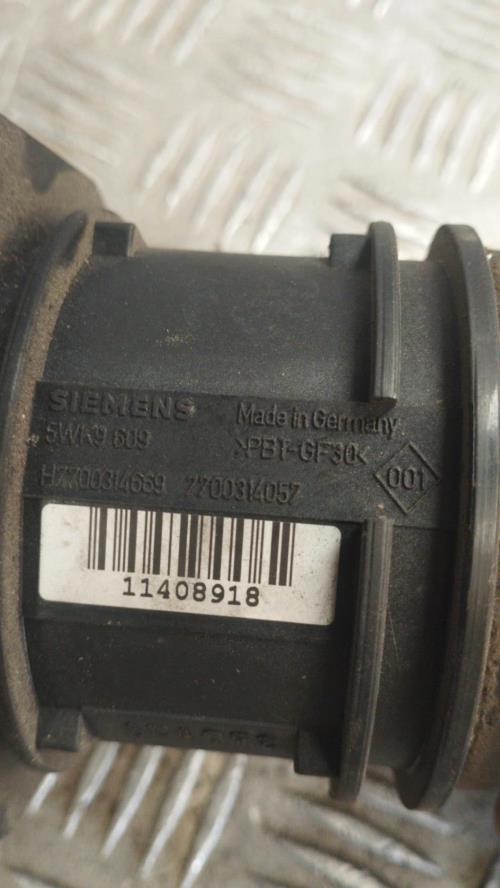 SIEMENS
5WK9 609
H7700314669 7700314057
Made in Germany
>PBT-GF30<
001
11408918